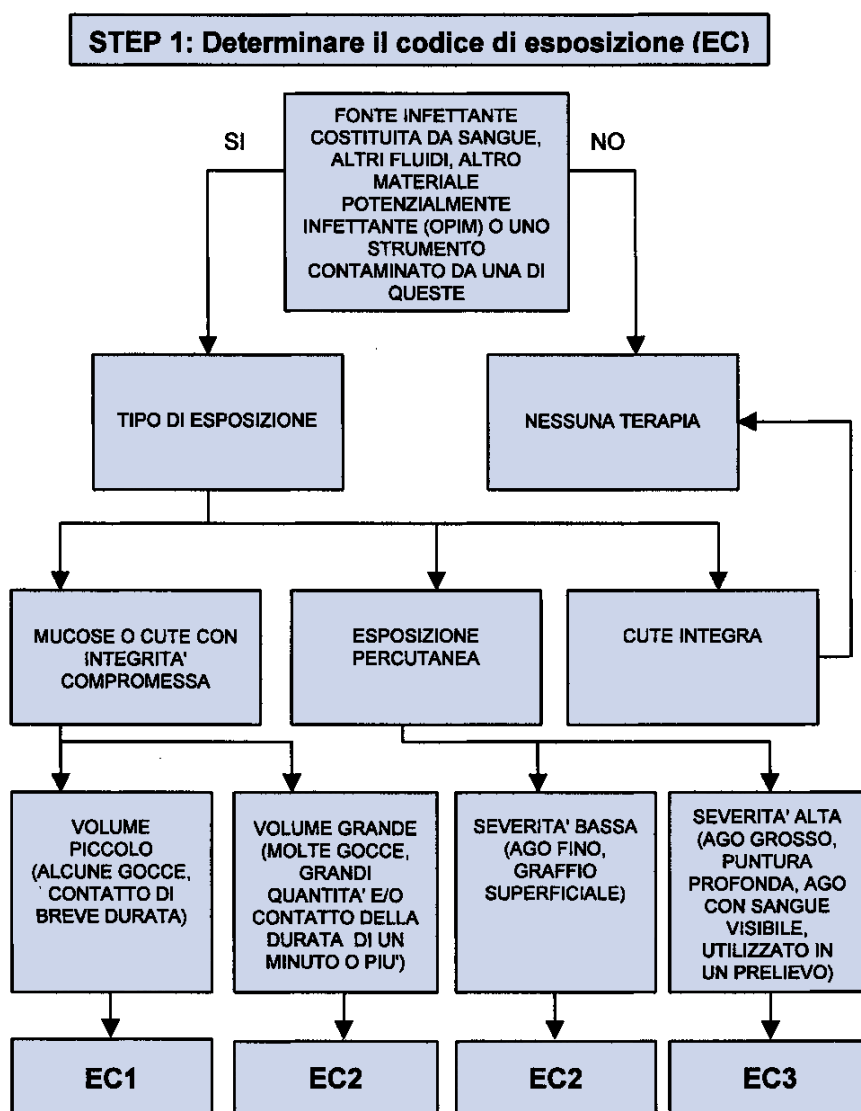 STEP 1: Determinare il codice di esposizione (EC)
SI
FONTE INFETTANTE
COSTITUITA DA SANGUE,
ALTRI FLUIDI, ALTRO
MATERIALE
POTENZIALMENTE
INFETTANTE (OPIM) O UNO
STRUMENTO
CONTAMINATO DA UNA DI
QUESTE
NO
TIPO DI ESPOSIZIONE
NESSUNA TERAPIA
MUCOSE O CUTE CON
INTEGRITA' 
COMPROMESSA
ESPOSIZIONE
PERCUTANEA
CUTE INTEGRA
VOLUME
PICCOLO
(ALCUNE GOCCE,
CONTATTO DI
BREVE DURATA)
VOLUME GRANDE
(MOLTE GOCCE,
GRANDI
QUANTITA' E/O
CONTATTO DELLA
DURATA DI UN
MINUTO O PIU')
SEVERITA' BASSA
(AGO FINO,
GRAFFIO
SUPERFICIALE)
SEVERITA' ALTA
(AGO GROSSO,
PUNTURA
PROFONDA, AGO
CON SANGUE
VISIBILE,
UTILIZZATO IN
UN PRELIEVO)
EC1
EC2
EC2
EC3